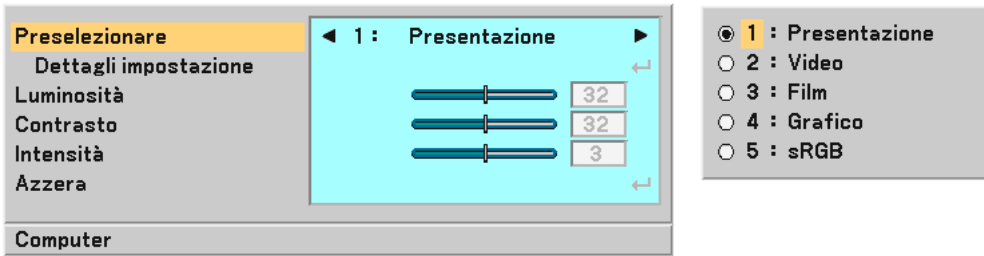 Preselezionare ◄ 1 : Presentazione ►
Dettagli impostazione
Luminosità 32
Contrasto 32
Intensità 3
Azzera
Computer
1 : Presentazione
2 : Video
3 : Film
4 : Grafico
5 : sRGB